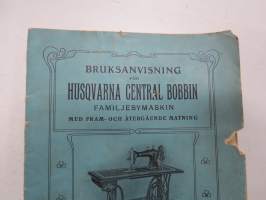 BRUKSANVISNING
FÖR
HUSQVARNA CENTRAL BOBBIN
FAMILJESYMASKIN
MED FRAM- OCH ÅTERGÅENDE MATNING